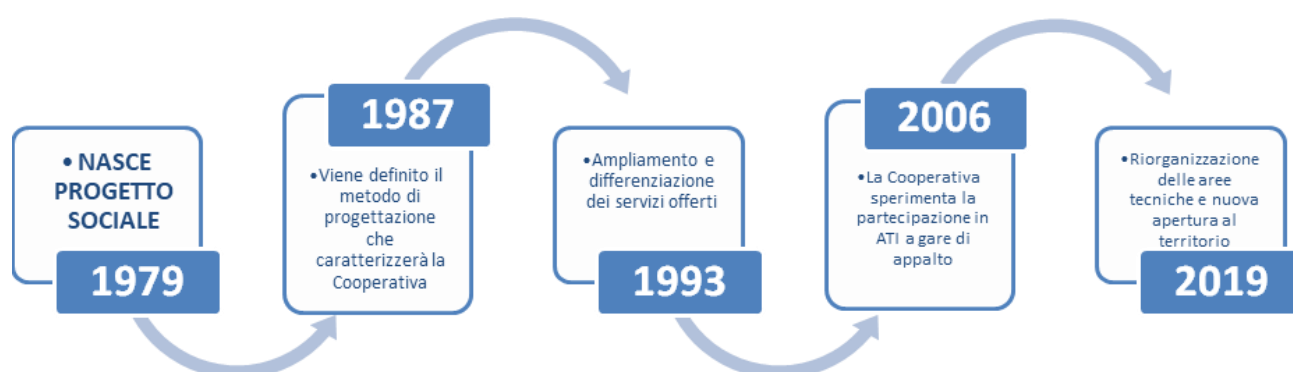 • NASCE
PROGETTO
SOCIALE
1979
1987
•Viene definito il
metodo di
progettazione
che
caratterizzerà la
Cooperativa
•Ampliamento e
differenziazione
dei servizi offerti
1993
2006
•La Cooperativa
sperimenta la
partecipazione in
ATI a gare di
appalto
•Riorganizzazione
delle aree
tecniche e nuova
apertura al
territorio
2019